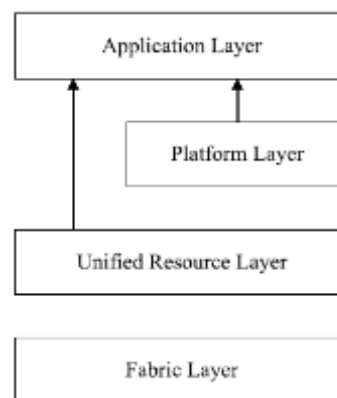 Application Layer
Platform Layer
Unified Resource Layer
Fabric Layer